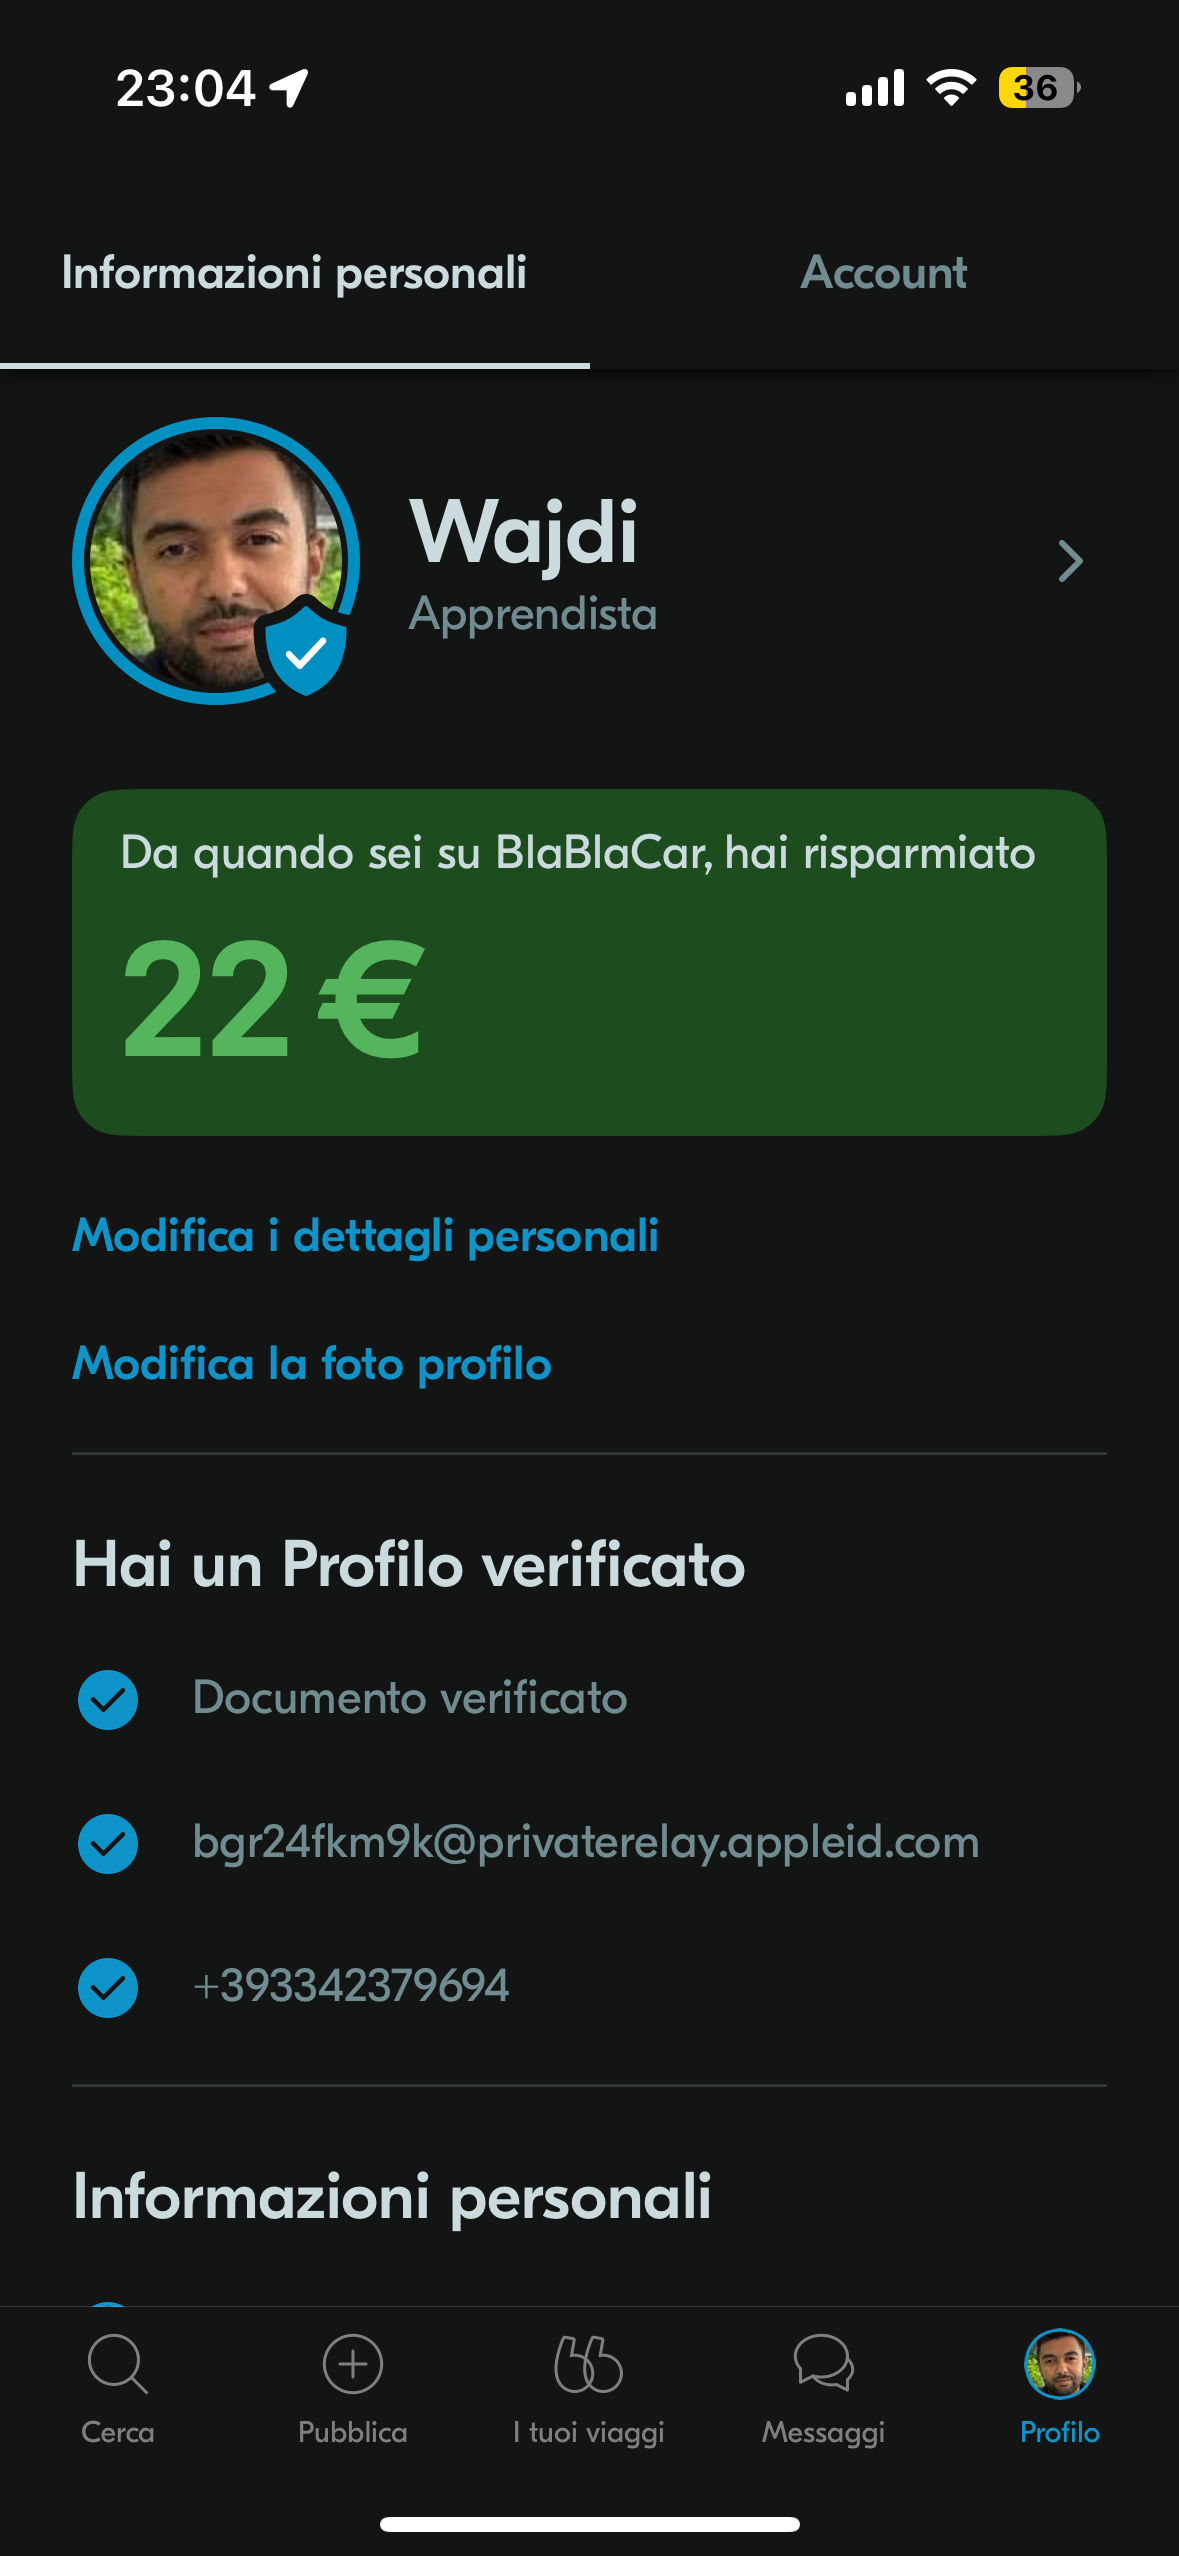 23:04
36
Informazioni personali
Account
Wajdi
Apprendista
Da quando sei su BlaBlaCar, hai risparmiato
22 €
Modifica i dettagli personali
Modifica la foto profilo
Hai un Profilo verificato
Documento verificato
bgr24fkm9k@privaterelay.appleid.com
+393342379694
Informazioni personali
Cerca
Pubblica
I tuoi viaggi
Messaggi
Profilo